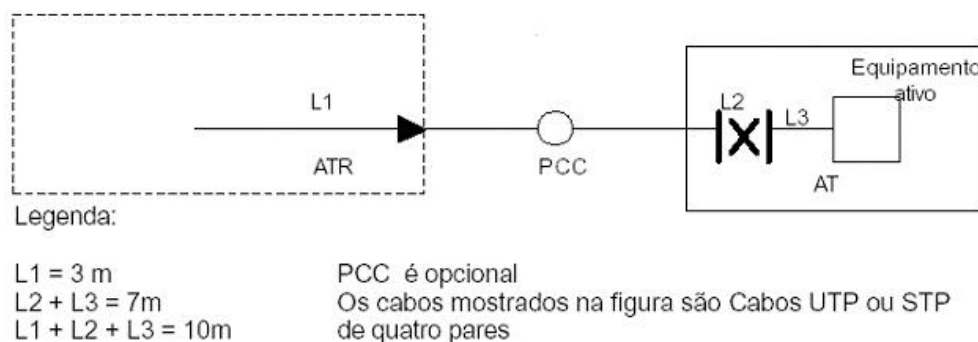 Equipamento
ativo
L1
L2
L3
ATR
PCC
AT
Legenda:
L1 = 3 m
PCC é opcional
L2 + L3 = 7m
Os cabos mostrados na figura são Cabos UTP ou STP
L1 + L2 + L3 = 10m
de quatro pares